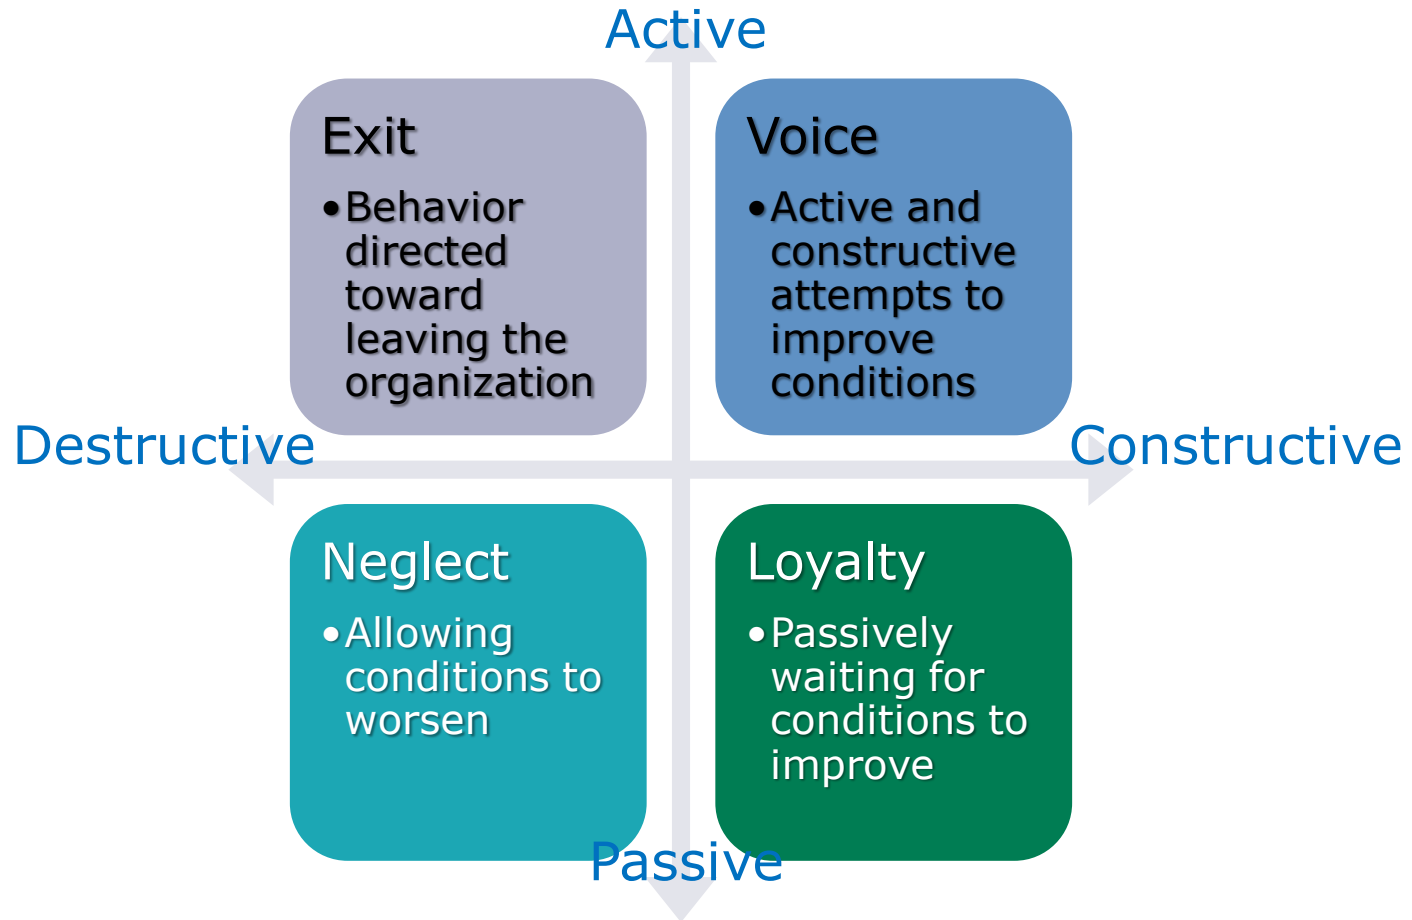 Active
Exit
•Behavior
directed
toward
leaving the
organization
Voice
•Active and
constructive
attempts to
improve
conditions
Destructive
Constructive
Neglect
•Allowing
conditions to
worsen
Loyalty
•Passively
waiting for
conditions to
improve
Passive